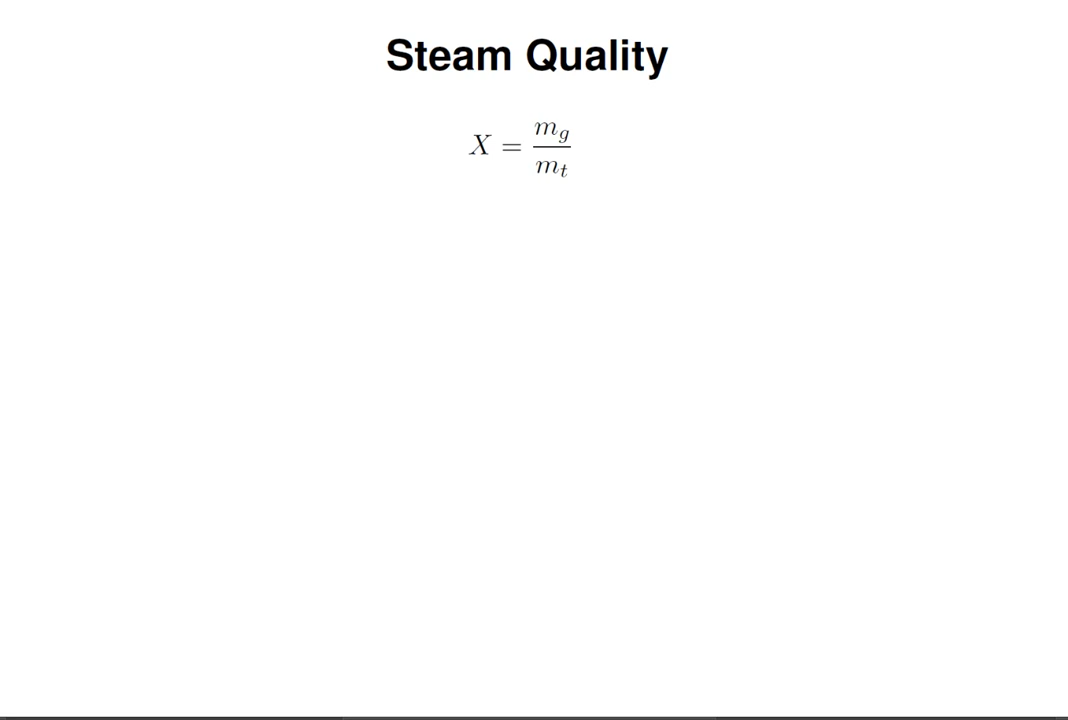 Steam Quality
X = m_g / m_t